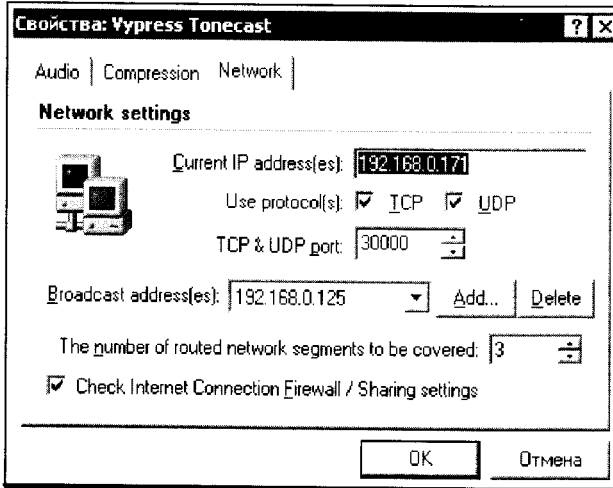 Свойства: Vypress Tonecast ? ×
Audio Compression Network
Network settings
Current IP address(es): 192.168.0.171
Use protocol(s): TCP UDP
TCP & UDP port: 30000
Broadcast address(es): 192.168.0.125 Add... Delete
The number of routed network segments to be covered: 3
Check Internet Connection Firewall / Sharing settings
OK Отмена